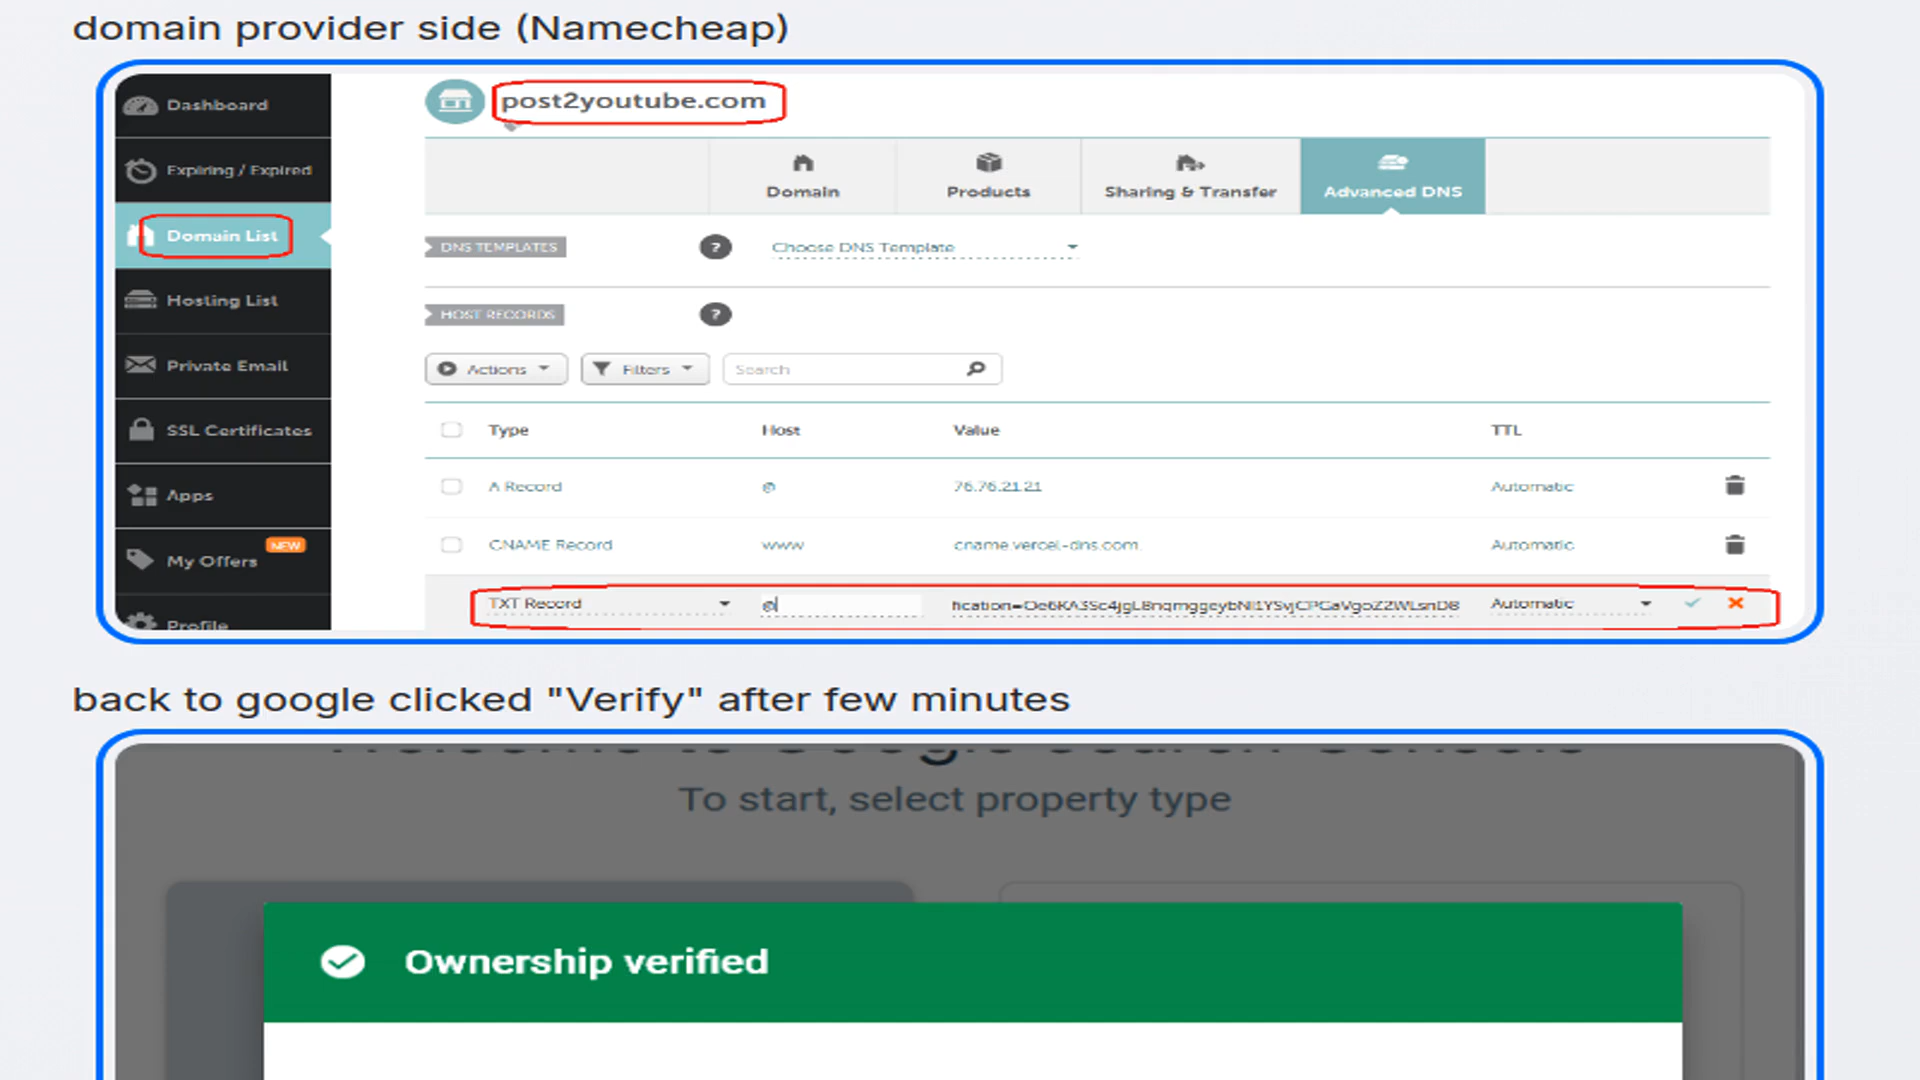 domain provider side (Namecheap)
Dashboard
Expiring / Expired
Domain List
Hosting List
Private Email
SSL Certificates
Apps
NEW
My Offers
Profile
post2youtube.com
Domain
Products
Sharing & Transfer
Advanced DNS
DNS TEMPLATES
?
Choose DNS Template
HOST RECORDS
?
Actions
Filters
Search
Type Host Value TTL
A Record @ 76.76.21.21 Automatic
CNAME Record www cname.vercel-dns.com. Automatic
TXT Record @ Automatic
back to google clicked "Verify" after few minutes
To start, select property type
Ownership verified